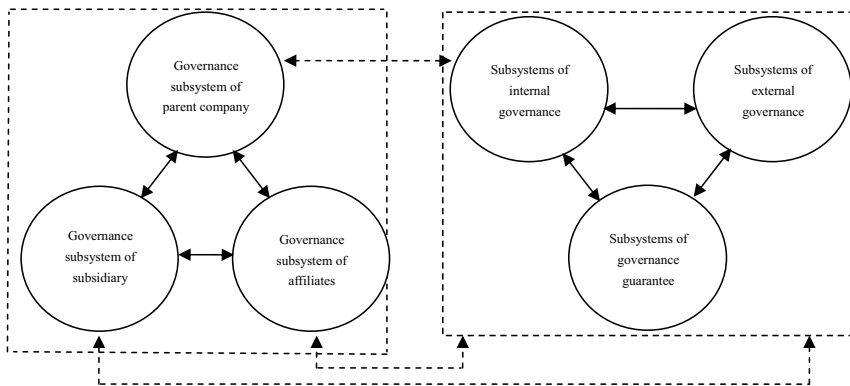 Governance
subsystem of
parent company
Governance
subsystem of
subsidiary
Governance
subsystem of
affiliates
Subsystems of
internal
governance
Subsystems of
external
governance
Subsystems of
governance
guarantee